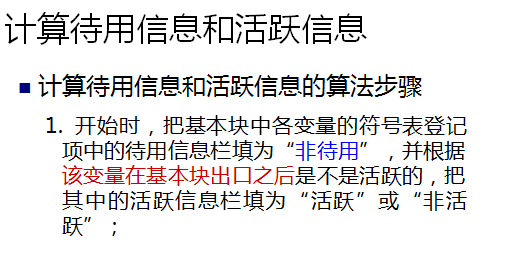 计算待用信息和活跃信息
计算待用信息和活跃信息的算法步骤
1. 开始时，把基本块中各变量的符号表登记
项中的待用信息栏填为“非待用”，并根据
该变量在基本块出口之后是不是活跃的，把
其中的活跃信息栏填为“活跃”或“非活
跃”；